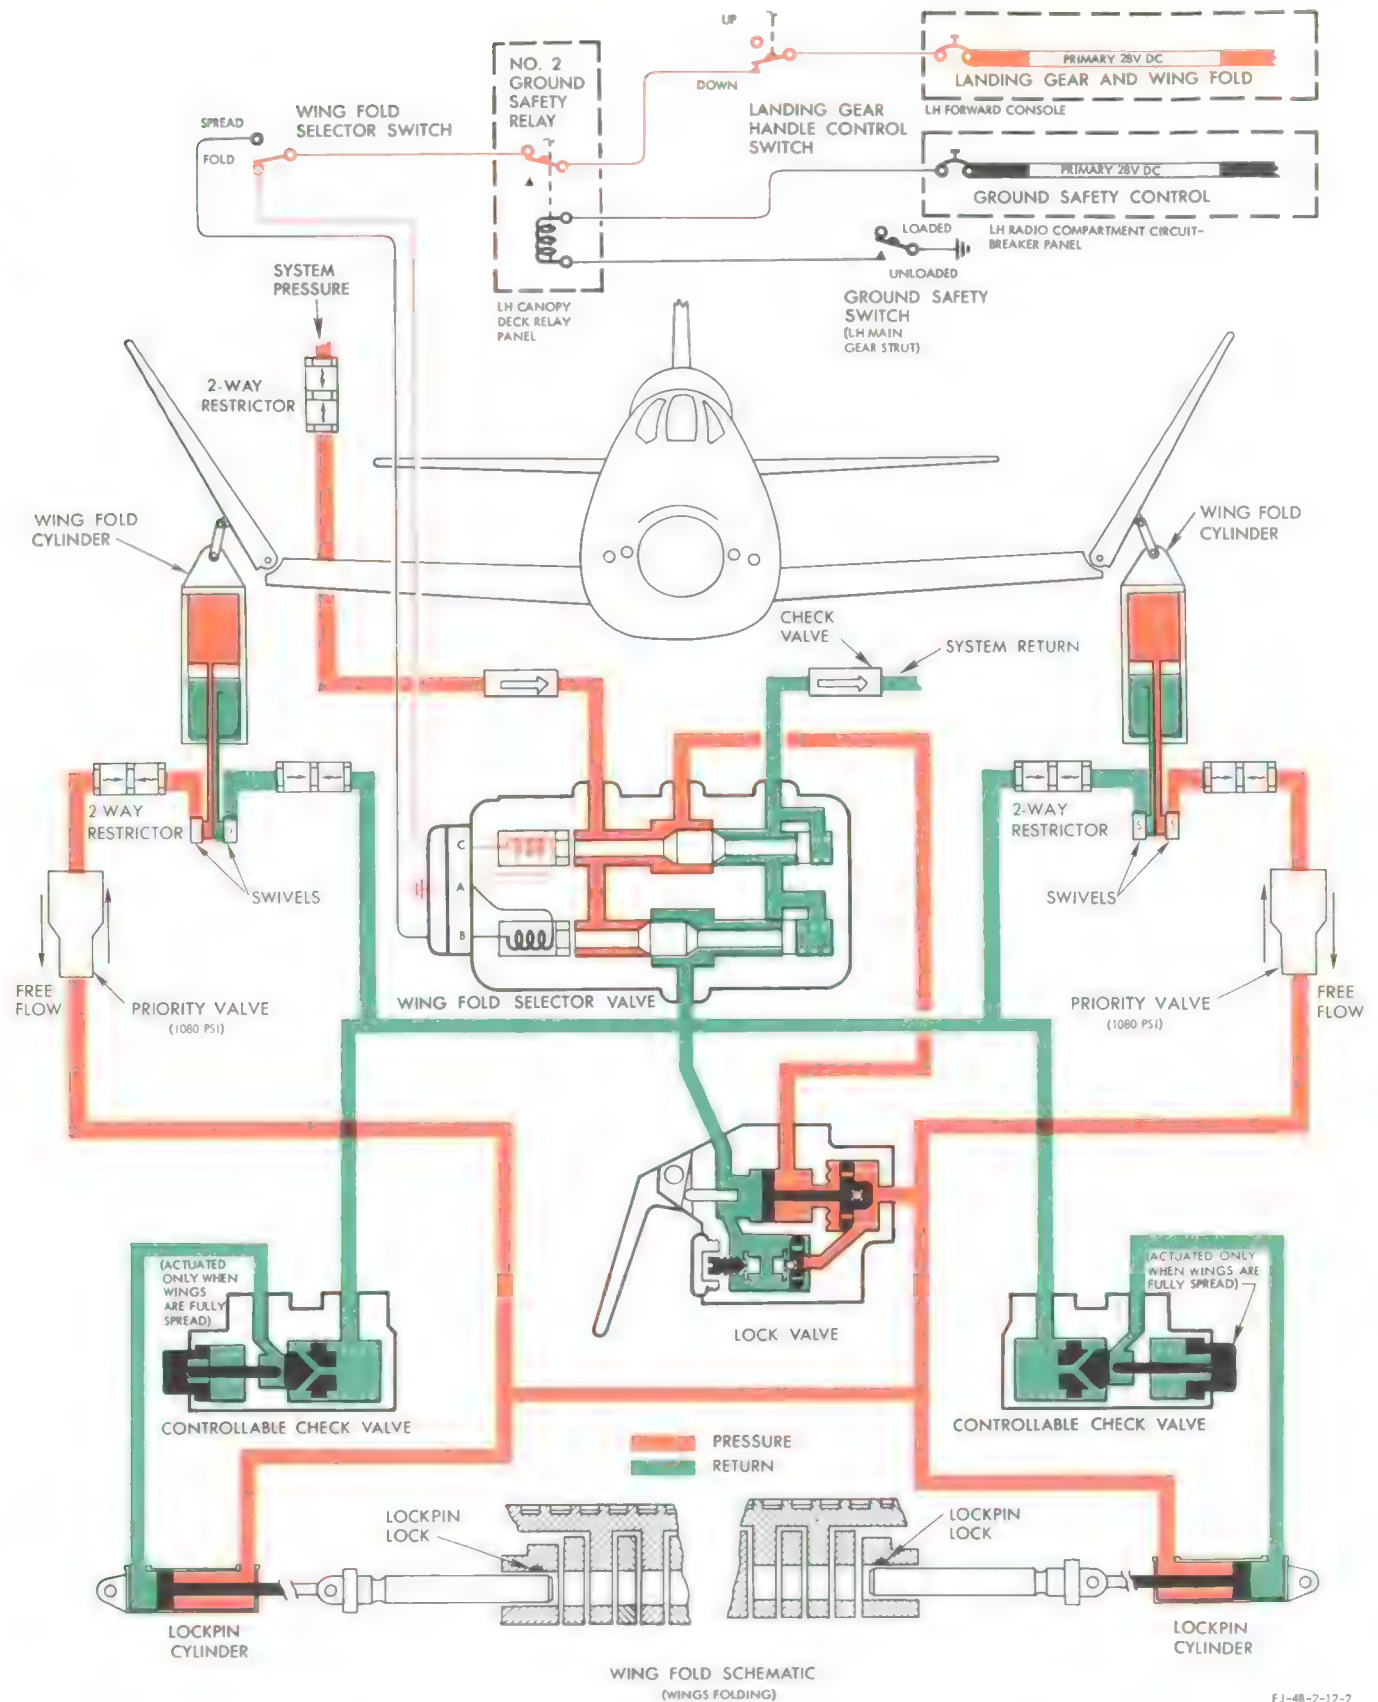 UP
DOWN
NO. 2
GROUND
SAFETY
RELAY
PRIMARY 28V DC
LANDING GEAR AND WING FOLD
LH FORWARD CONSOLE
LANDING GEAR
HANDLE CONTROL
SWITCH
WING FOLD
SELECTOR SWITCH
SPREAD
FOLD
PRIMARY 28V DC
GROUND SAFETY CONTROL
LH RADIO COMPARTMENT CIRCUIT-
BREAKER PANEL
LOADED
UNLOADED
GROUND SAFETY
SWITCH
(LH MAIN
GEAR STRUT)
LH CANOPY
DECK RELAY
PANEL
SYSTEM
PRESSURE
2-WAY
RESTRICTOR
WING FOLD
CYLINDER
WING FOLD
CYLINDER
CHECK
VALVE
SYSTEM RETURN
2 WAY
RESTRICTOR
SWIVELS
C
A
B
WING FOLD SELECTOR VALVE
2-WAY
RESTRICTOR
S
S
SWIVELS
FREE
FLOW
PRIORITY VALVE
(1080 PSI)
PRIORITY VALVE
(1080 PSI)
FREE
FLOW
(ACTUATED
ONLY WHEN
WINGS
ARE FULLY
SPREAD)
LOCK VALVE
(ACTUATED ONLY
WHEN WINGS ARE
FULLY SPREAD)
CONTROLLABLE CHECK VALVE
CONTROLLABLE CHECK VALVE
PRESSURE
RETURN
LOCKPIN
LOCK
LOCKPIN
LOCK
LOCKPIN
CYLINDER
LOCKPIN
CYLINDER
WING FOLD SCHEMATIC
(WINGS FOLDING)
FJ-4B-2-12-2